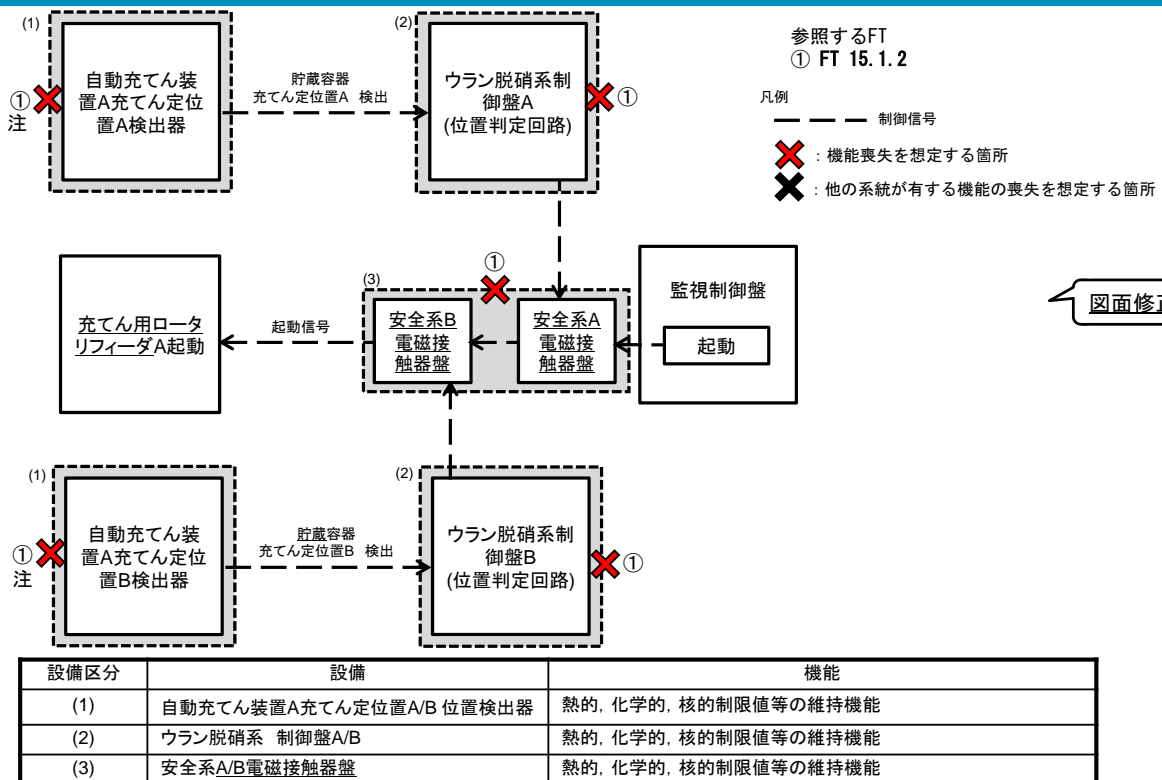 (1)
自動充てん装
置A充てん定位
置A検出器
①
注
貯蔵容器
充てん定位置A 検出
(2)
ウラン脱硝系制
御盤A
(位置判定回路)
①
参照するFT
① FT 15.1.2
凡例
制御信号
：機能喪失を想定する箇所
：他の系統が有する機能の喪失を想定する箇所
充てん用ロータ
リフィーダA起動
起動信号
(3)
①
安全系B
電磁接
触器盤
安全系A
電磁接
触器盤
監視制御盤
起動
図面修正
(1)
自動充てん装
置A充てん定位
置B検出器
①
注
貯蔵容器
充てん定位置B 検出
(2)
ウラン脱硝系制
御盤B
(位置判定回路)
①
設備区分 設備 機能
(1) 自動充てん装置A充てん定位置A/B 位置検出器 熱的，化学的，核的制限値等の維持機能
(2) ウラン脱硝系 制御盤A/B 熱的，化学的，核的制限値等の維持機能
(3) 安全系A/B電磁接触器盤 熱的，化学的，核的制限値等の維持機能